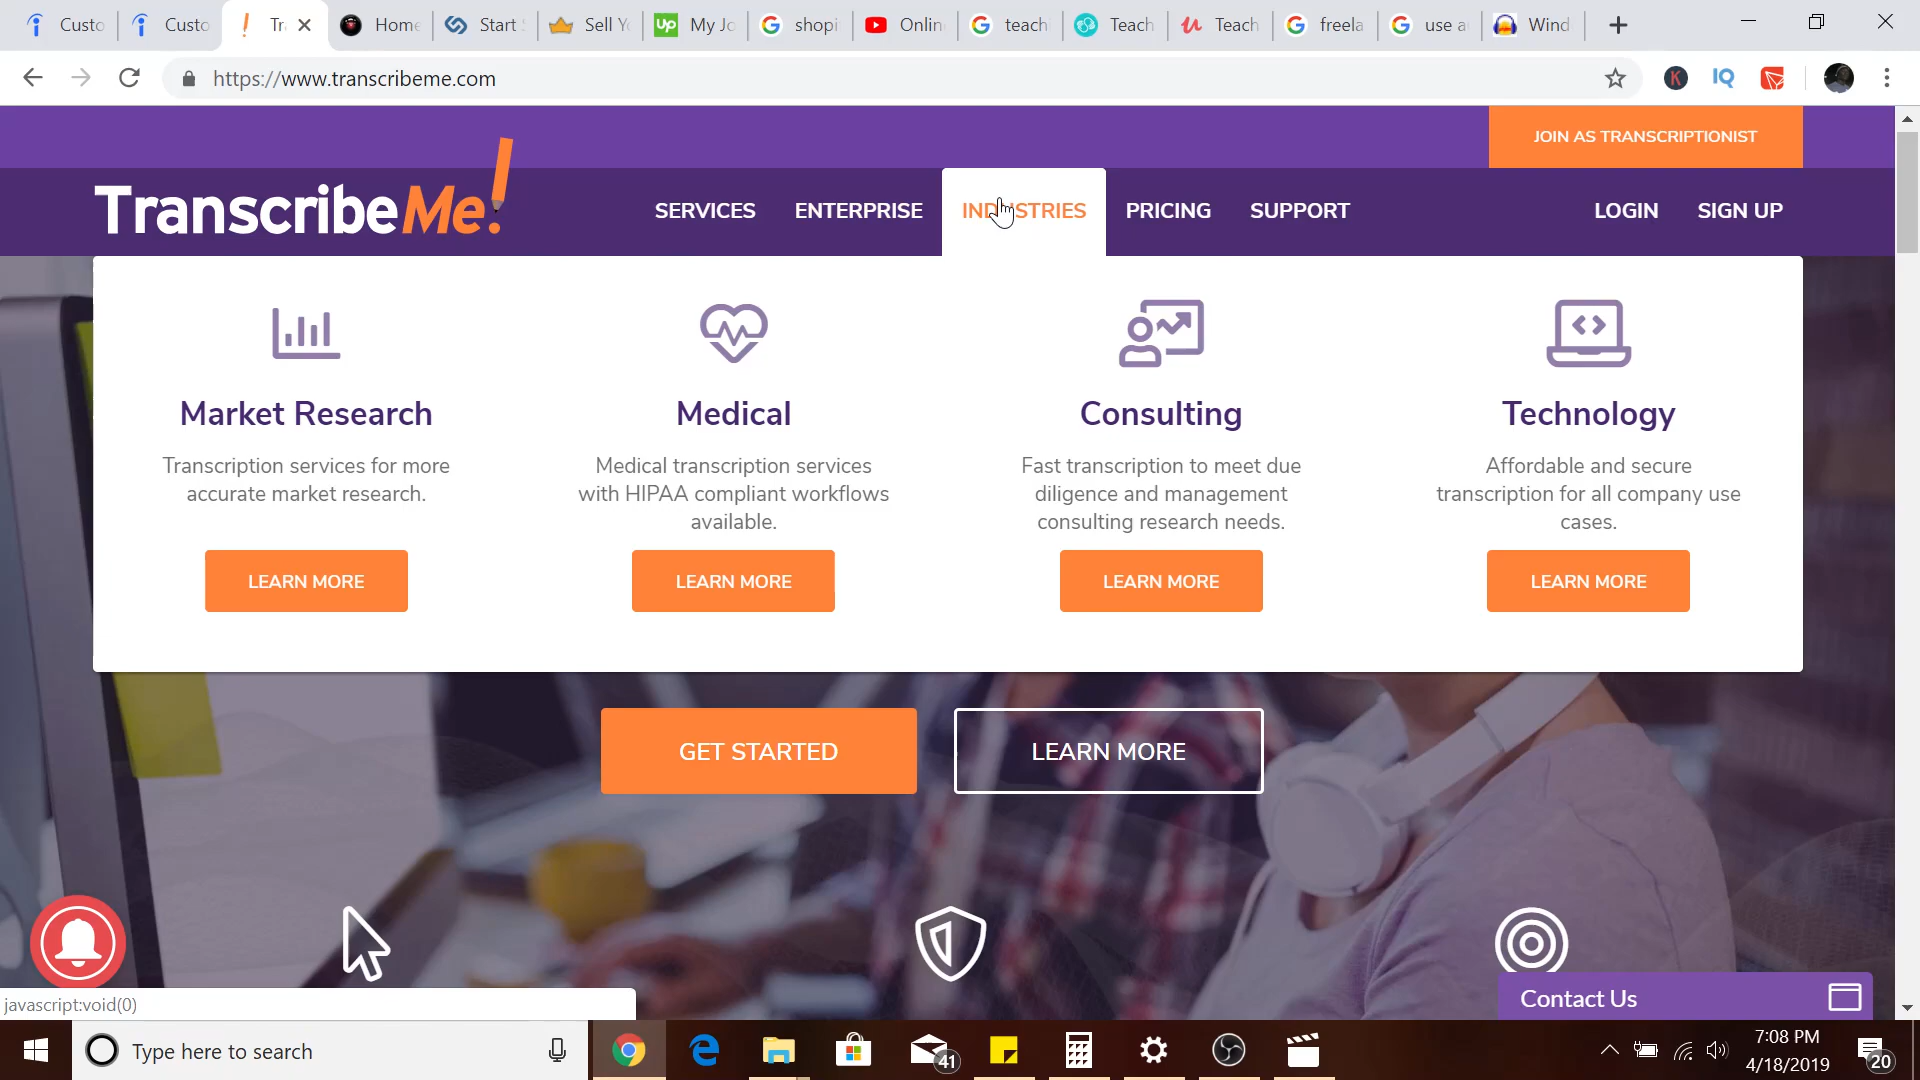 Custo
Custo
Tra
Home
Start
Sell Yo
My Jo
shopi
Onlin
teachi
Teach
Teach
freela
use a
Wind
https://www.transcribeme.com
JOIN AS TRANSCRIPTIONIST
TranscribeMe!
SERVICES
ENTERPRISE
INDUSTRIES
PRICING
SUPPORT
LOGIN
SIGN UP
Market Research
Transcription services for more
accurate market research.
LEARN MORE
Medical
Medical transcription services
with HIPAA compliant workflows
available.
LEARN MORE
Consulting
Fast transcription to meet due
diligence and management
consulting research needs.
LEARN MORE
Technology
Affordable and secure
transcription for all company use
cases.
LEARN MORE
GET STARTED
LEARN MORE
Contact Us
javascript:void(0)
Type here to search
41
7:08 PM
4/18/2019
20